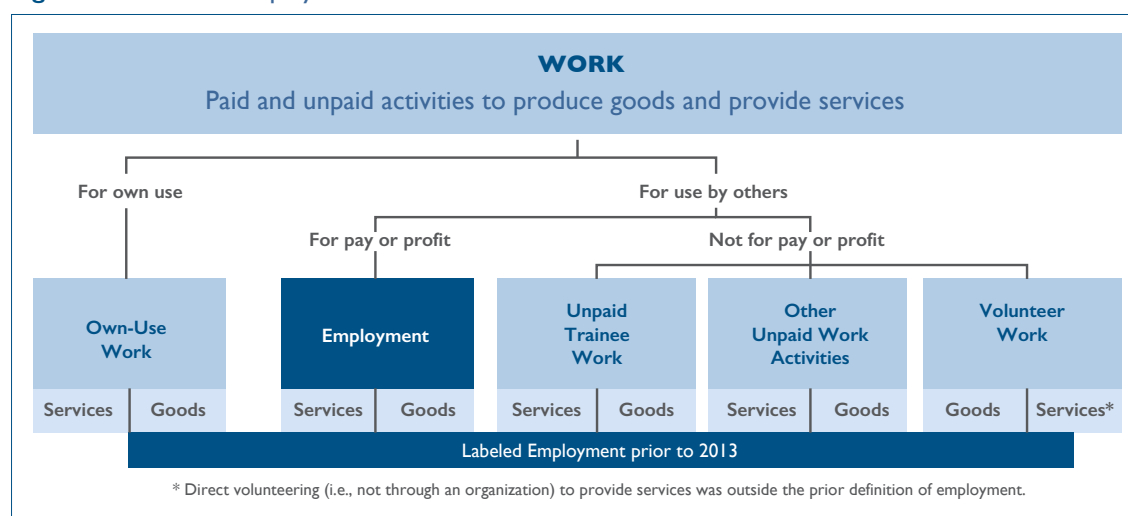 WORK
Paid and unpaid activities to produce goods and provide services
For own use
For use by others
For pay or profit
Not for pay or profit
Own-Use
Work
Employment
Unpaid
Trainee
Work
Other
Unpaid Work
Activities
Volunteer
Work
Services
Goods
Services
Goods
Services
Goods
Services
Goods
Goods
Services*
Labeled Employment prior to 2013
* Direct volunteering (i.e., not through an organization) to provide services was outside the prior definition of employment.